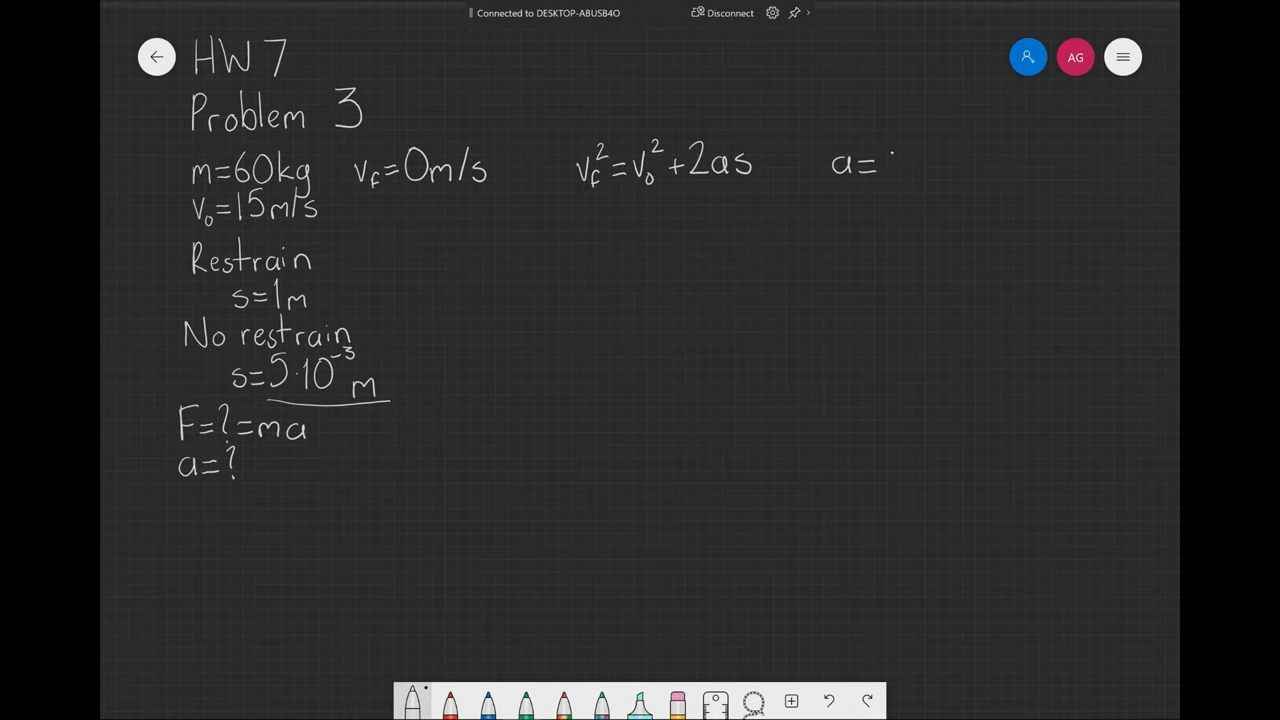 Connected to DESKTOP-ABUSB4O
Disconnect
AG
HW 7
Problem 3
m=60kg v_f=0m/s v_f^2=v_0^2+2as a=
v_0=15m/s
Restrain
s=1m
No restrain
s=5·10^-3 m
F=?=ma
a=?